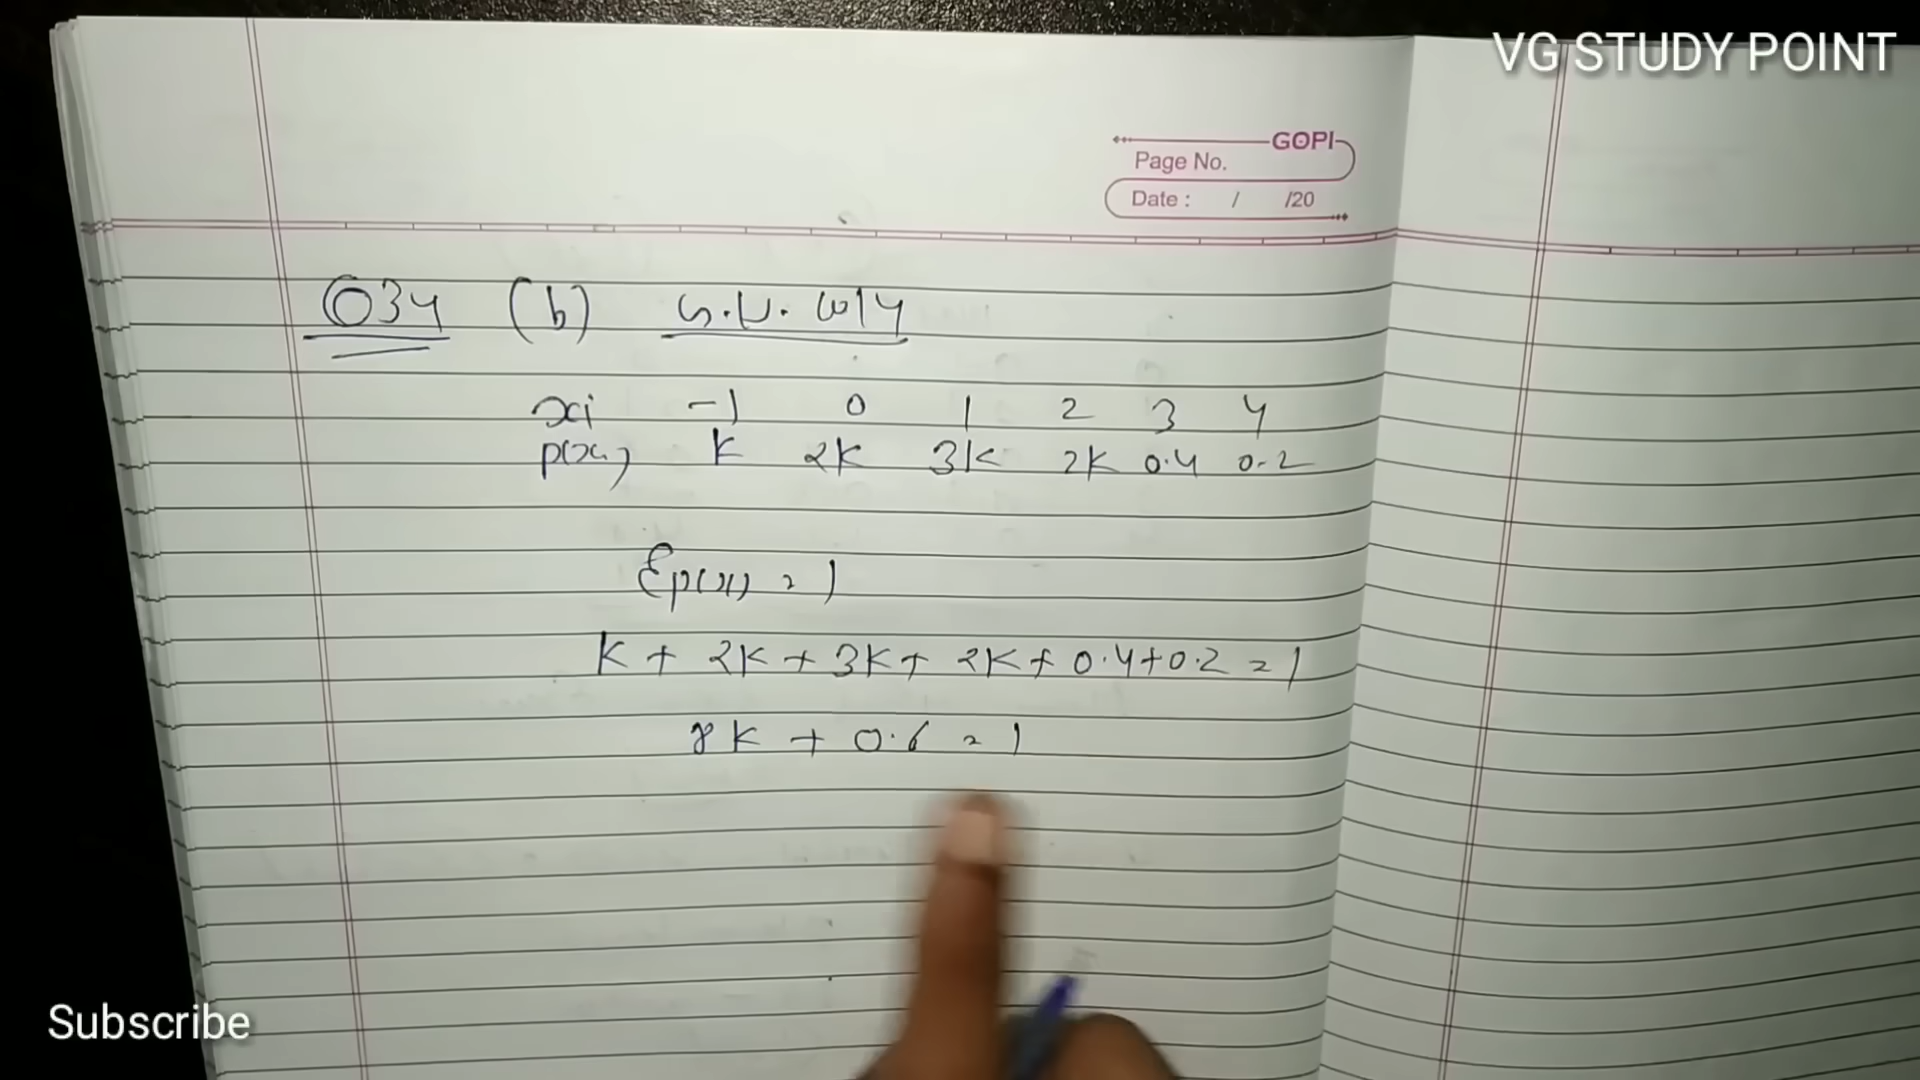 VG STUDY POINT
GOPI
Page No.
Date : / /20
034 (b)
xi -1 0 1 2 3 4
p(xi) K 2K 3K 2K 0.4 0.2
Σp(x) = 1
K + 2K + 3K + 2K + 0.4 + 0.2 = 1
8K + 0.6 = 1
Subscribe